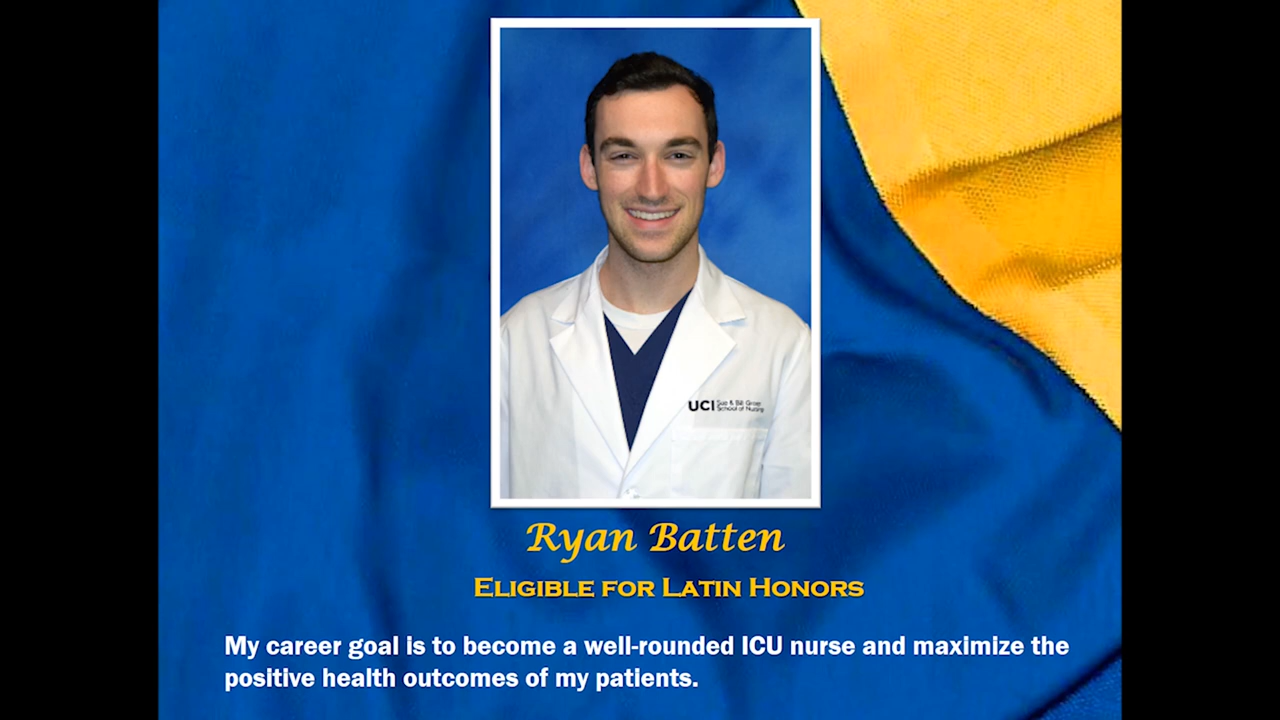 UCI Sue & Bill Gross
School of Nursing
Ryan Batten
Eligible for Latin Honors
My career goal is to become a well-rounded ICU nurse and maximize the
positive health outcomes of my patients.